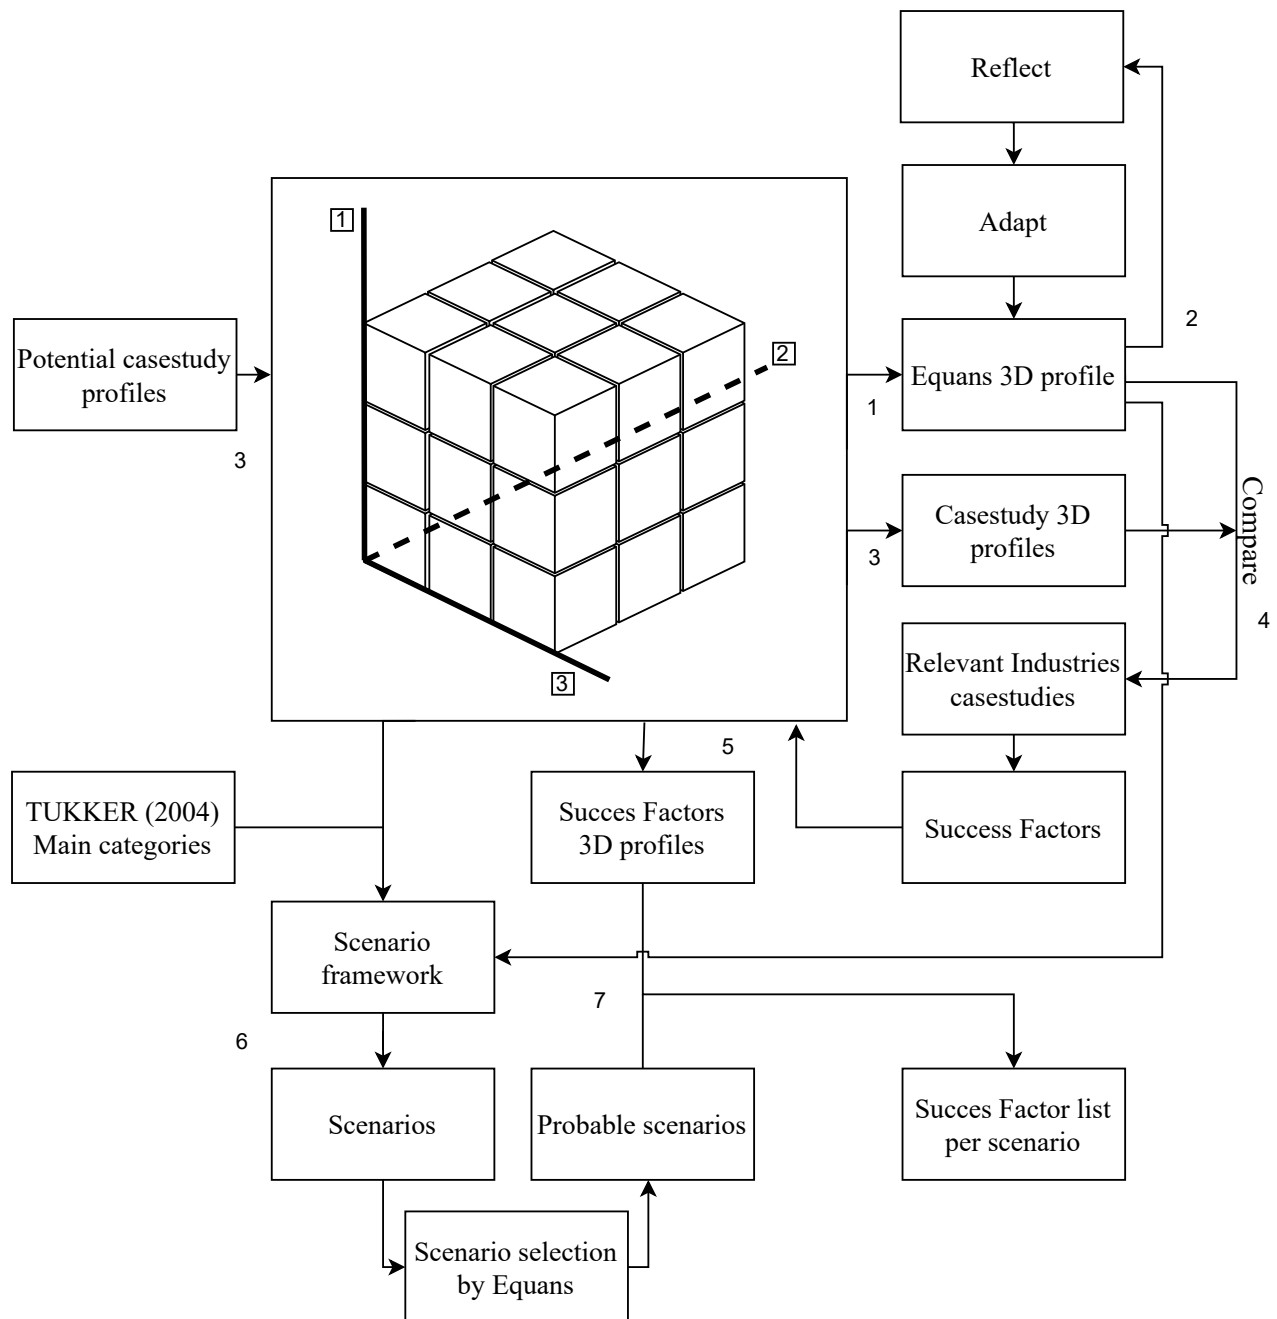 Reflect
Adapt
1
2
3
Potential casestudy
profiles
3
Equans 3D profile
1
2
Casestudy 3D
profiles
3
Compare
4
Relevant Industries
casestudies
5
TUKKER (2004)
Main categories
Succes Factors
3D profiles
Success Factors
Scenario
framework
7
6
Scenarios
Probable scenarios
Succes Factor list
per scenario
Scenario selection
by Equans